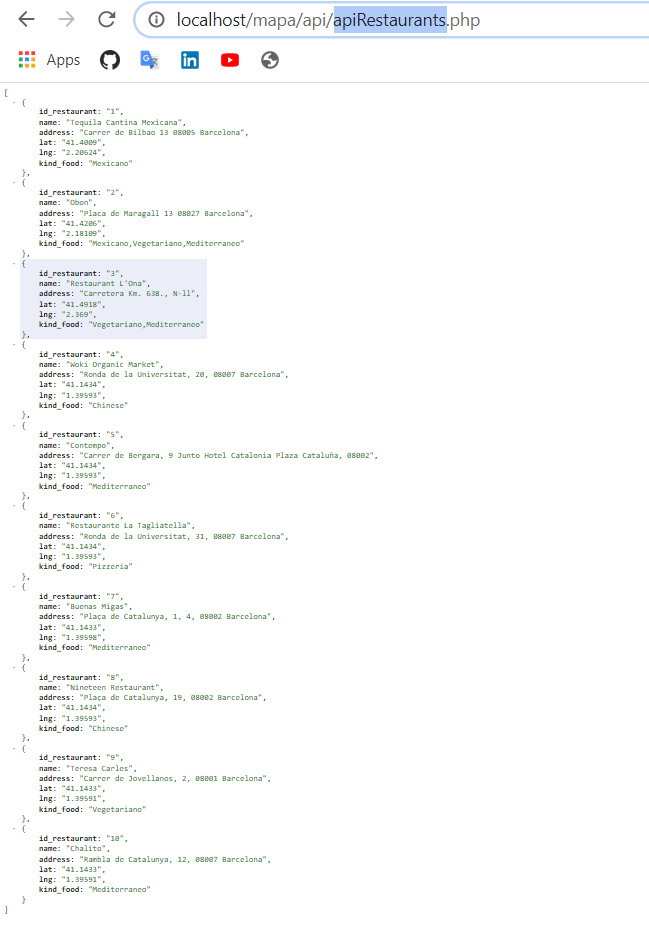 localhost/mapa/api/apiRestaurants.php
Apps
[
- {
id_restaurant: "1",
name: "Tequila Cantina Mexicana",
address: "Carrer de Bilbao 13 08005 Barcelona",
lat: "41.4009",
lng: "2.20624",
kind_food: "Mexicano"
},
- {
id_restaurant: "2",
name: "Obon",
address: "Placa de Maragall 13 08027 Barcelona",
lat: "41.4206",
lng: "2.18109",
kind_food: "Mexicano,Vegetariano,Mediterraneo"
},
- {
id_restaurant: "3",
name: "Restaurant L'Ona",
address: "Carretera Km. 638., N-ll",
lat: "41.4918",
lng: "2.369",
kind_food: "Vegetariano,Mediterraneo"
},
- {
id_restaurant: "4",
name: "Woki Organic Market",
address: "Ronda de la Universitat, 20, 08007 Barcelona",
lat: "41.1434",
lng: "1.39593",
kind_food: "Chinese"
},
- {
id_restaurant: "5",
name: "Contempo",
address: "Carrer de Bergara, 9 Junto Hotel Catalonia Plaza Cataluña, 08002",
lat: "41.1434",
lng: "1.39593",
kind_food: "Mediterraneo"
},
- {
id_restaurant: "6",
name: "Restaurante La Tagliatella",
address: "Ronda de la Universitat, 31, 08007 Barcelona",
lat: "41.1434",
lng: "1.39593",
kind_food: "Pizzeria"
},
- {
id_restaurant: "7",
name: "Buenas Migas",
address: "Plaça de Catalunya, 1, 4, 08002 Barcelona",
lat: "41.1433",
lng: "1.39598",
kind_food: "Mediterraneo"
},
- {
id_restaurant: "8",
name: "Nineteen Restaurant",
address: "Plaça de Catalunya, 19, 08002 Barcelona",
lat: "41.1434",
lng: "1.39593",
kind_food: "Chinese"
},
- {
id_restaurant: "9",
name: "Teresa Carles",
address: "Carrer de Jovellanos, 2, 08001 Barcelona",
lat: "41.1433",
lng: "1.39591",
kind_food: "Vegetariano"
},
- {
id_restaurant: "10",
name: "Chalito",
address: "Rambla de Catalunya, 12, 08007 Barcelona",
lat: "41.1433",
lng: "1.39591",
kind_food: "Mediterraneo"
}
]